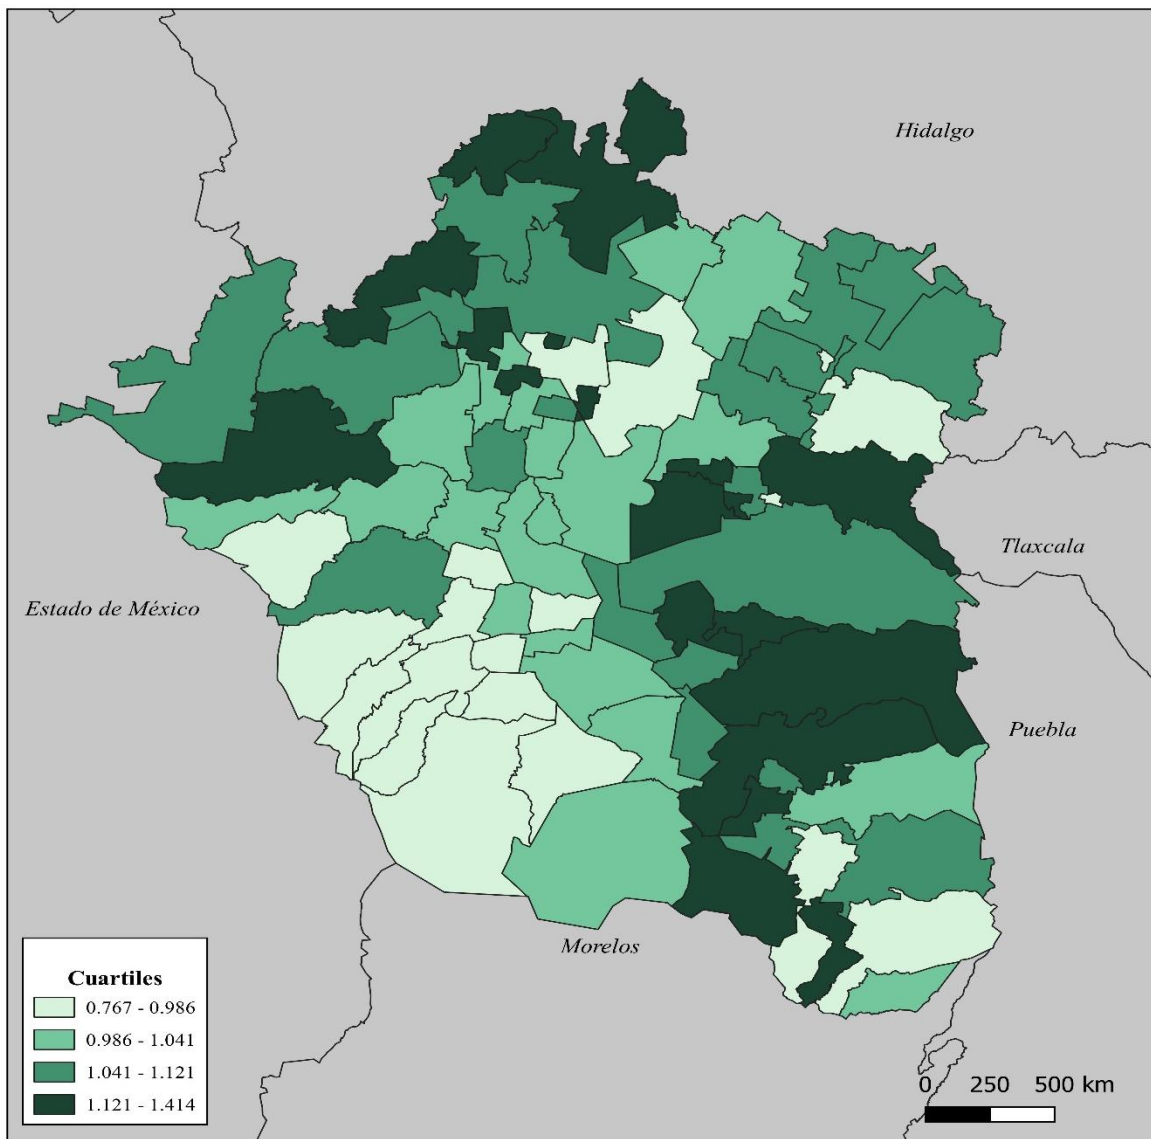 Hidalgo
Tlaxcala
Estado de México
Puebla
Morelos
Cuartiles
0.767 - 0.986
0.986 - 1.041
1.041 - 1.121
1.121 - 1.414
0 250 500 km